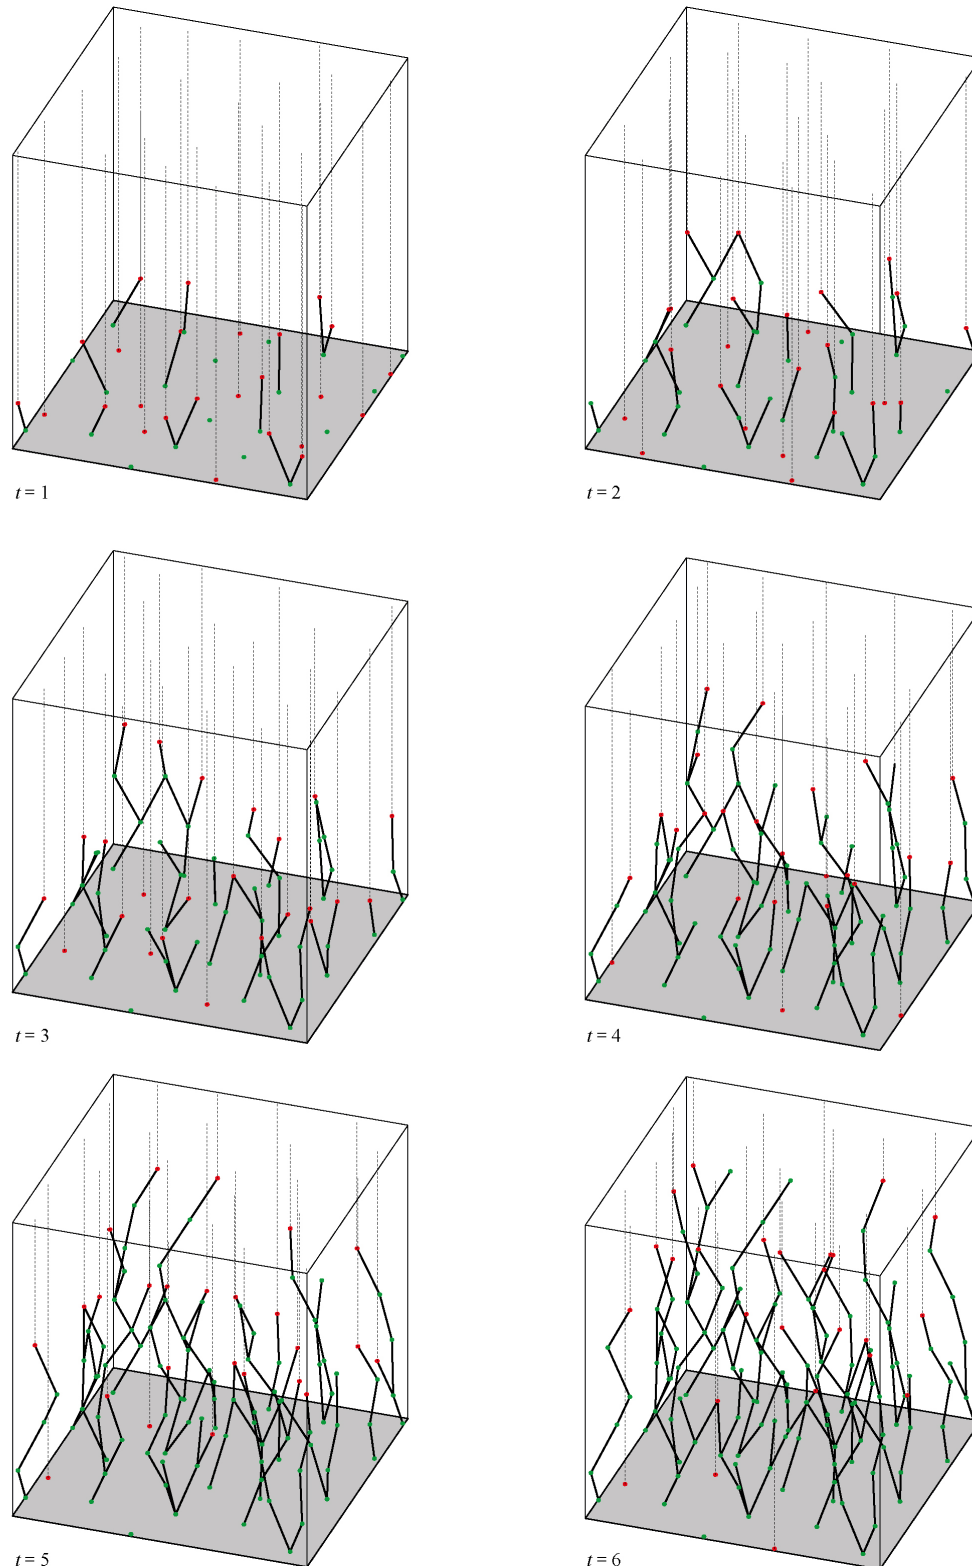 t = 1
t = 2
t = 3
t = 4
t = 5
t = 6